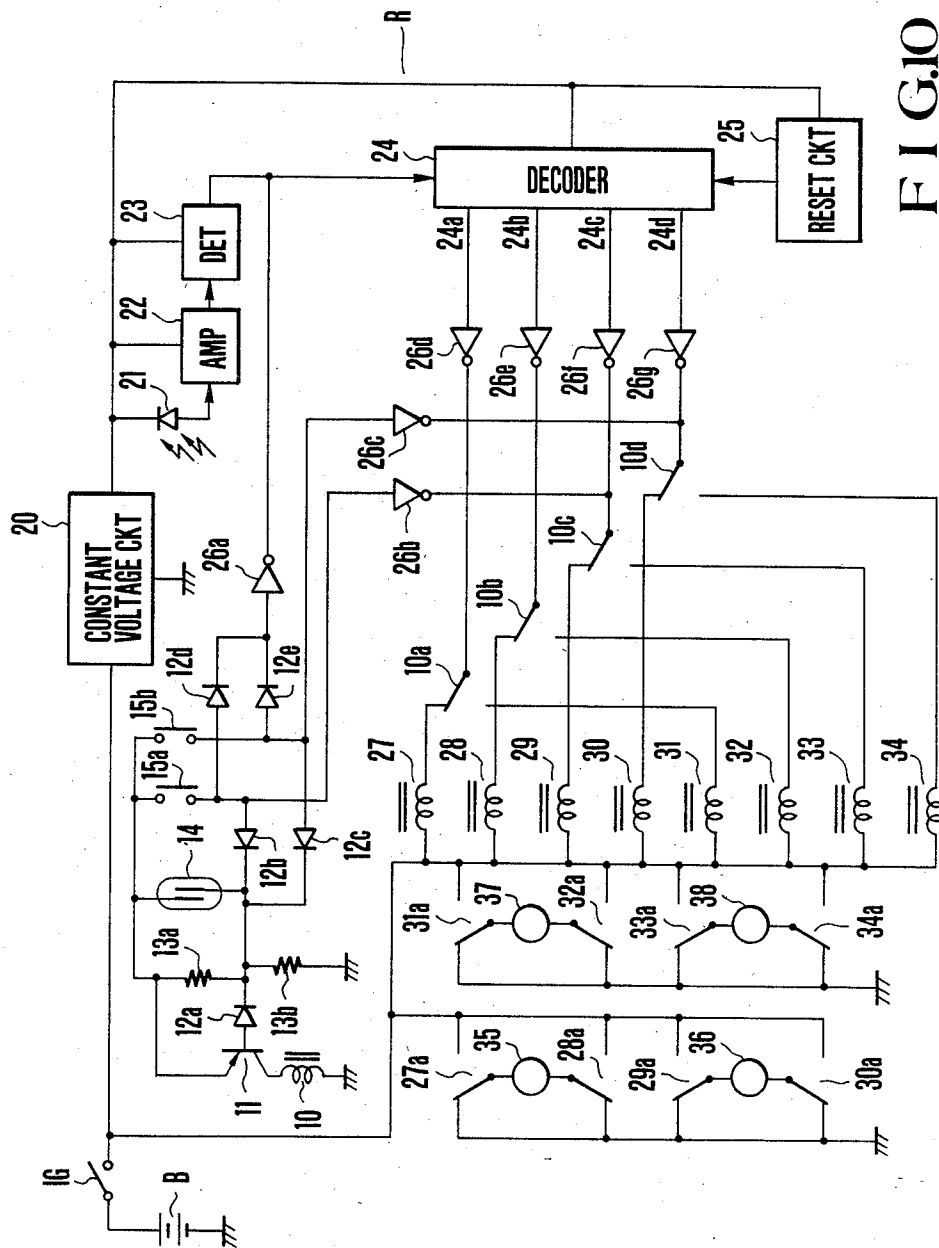 IG
B
20
CONSTANT
VOLTAGE CKT
21
22
AMP
23
DET
R
24
DECODER
24a
24b
24c
24d
25
RESET CKT
26a
26b
26c
26d
26e
26f
26g
10
11
12a
12b
12c
12d
12e
13a
13b
14
15a
15b
10a
10b
10c
10d
27
28
29
30
31
32
33
34
27a
35
28a
29a
36
30a
31a
37
32a
33a
38
34a
FIG.10